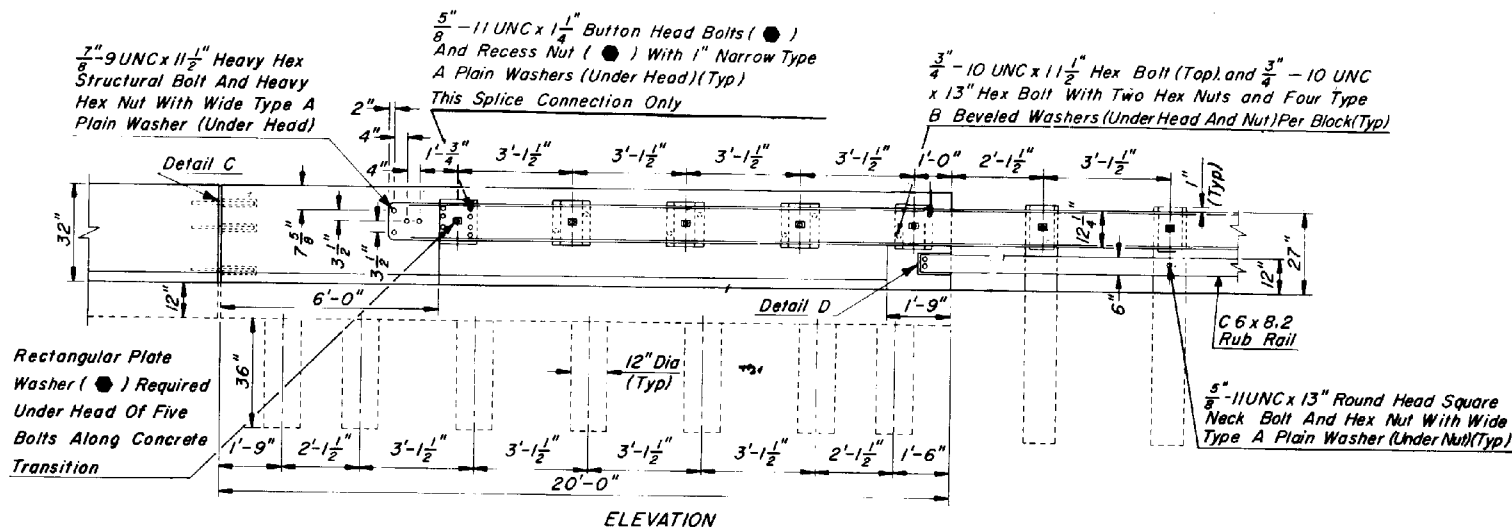 7/8"-9 UNC x 11 1/2" Heavy Hex
Structural Bolt And Heavy
Hex Nut With Wide Type A
Plain Washer (Under Head)
5/8" - 11 UNC x 1 1/4" Button Head Bolts ( ⬢ )
And Recess Nut ( ⬢ ) With 1" Narrow Type
A Plain Washers (Under Head)(Typ)
This Splice Connection Only
3/4" - 10 UNC x 11 1/2" Hex Bolt (Top), and 3/4" - 10 UNC
x 13" Hex Bolt With Two Hex Nuts and Four Type
B Beveled Washers (Under Head And Nut) Per Block (Typ)
2"
4"
4"
1'-3/4"
3'-1 1/2"
3'-1 1/2"
3'-1 1/2"
3'-1 1/2"
1'-0"
2'-1 1/2"
3'-1 1/2"
1"
(Typ)
Detail C
32"
7 5/8"
3 1/2"
3 1/2"
12 1/4"
27"
12"
6"
12"
6'-0"
Detail D
1'-9"
C 6 x 8.2
Rub Rail
36"
12" Dia
(Typ)
Rectangular Plate
Washer ( ⬢ ) Required
Under Head Of Five
Bolts Along Concrete
Transition
5/8" -11 UNC x 13" Round Head Square
Neck Bolt And Hex Nut With Wide
Type A Plain Washer (Under Nut)(Typ)
1'-9"
2'-1 1/2"
3'-1 1/2"
3'-1 1/2"
3'-1 1/2"
3'-1 1/2"
2'-1 1/2"
1'-6"
20'-0"
ELEVATION